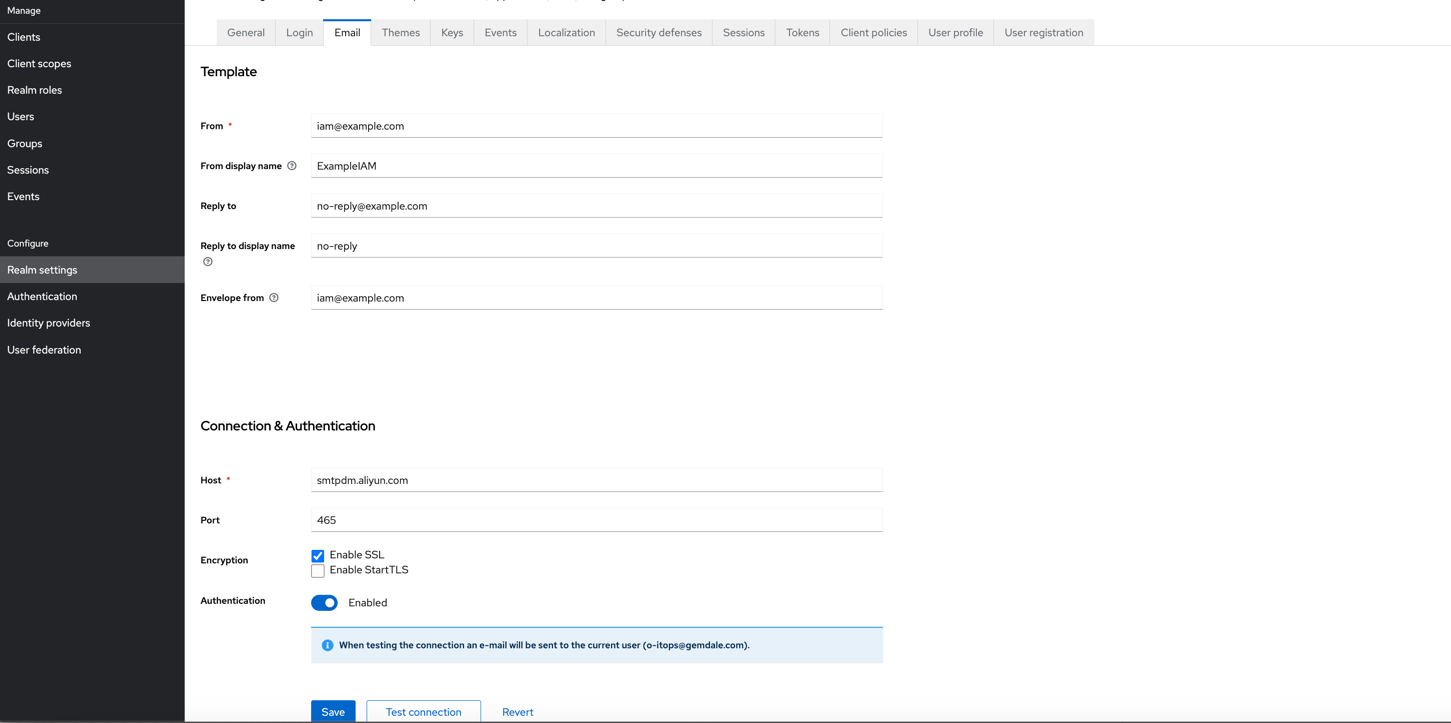 Manage
Clients
Client scopes
Realm roles
Users
Groups
Sessions
Events
Configure
Realm settings
Authentication
Identity providers
User federation
General Login Email Themes Keys Events Localization Security defenses Sessions Tokens Client policies User profile User registration
Template
From * iam@example.com
From display name ExampleIAM
Reply to no-reply@example.com
Reply to display name no-reply
Envelope from iam@example.com
Connection & Authentication
Host * smtpdm.aliyun.com
Port 465
Encryption Enable SSL
Enable StartTLS
Authentication Enabled
When testing the connection an e-mail will be sent to the current user (o-itops@gemdale.com).
Save Test connection Revert